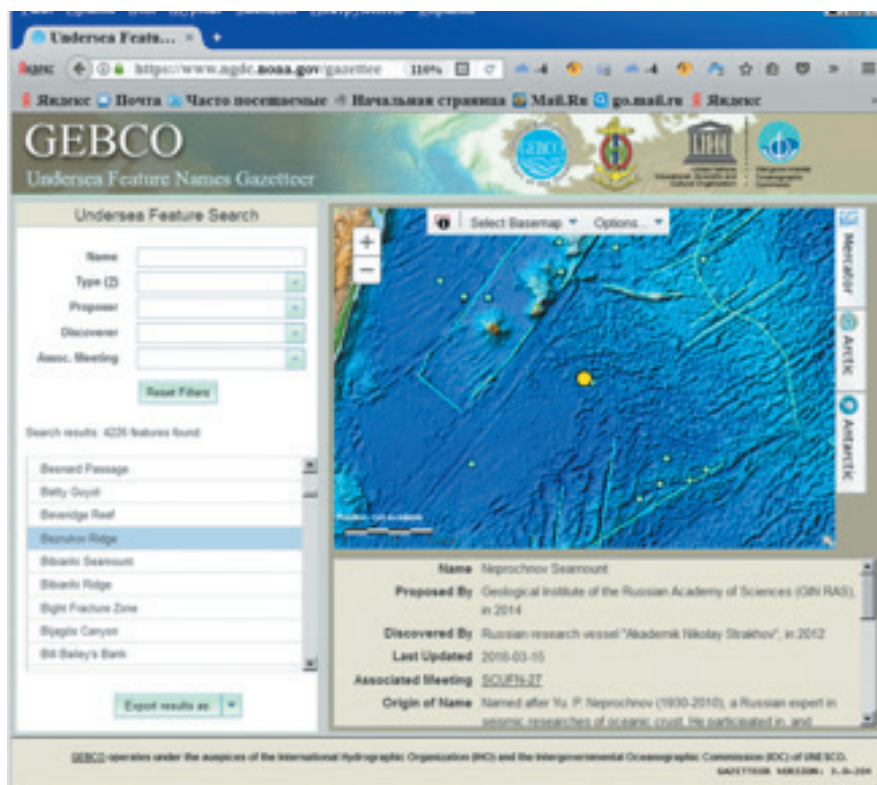 Undersea Featu... ×
Яндекс https://www.ngdc.noaa.gov/gazetteer 110%
Яндекс Почта Часто посещаемые Начальная страница Mail.Ru go.mail.ru Яндекс
GEBCO
Undersea Feature Names Gazetteer
GEBCO
Undersea Feature Search
Name
Type (?)
Proposer
Discoverer
Assoc. Meeting
Reset Filters
Search results: 4226 features found
Besnard Passage
Betty Guyot
Beveridge Reef
Bezrukov Ridge
Bibanki Seamount
Bibanki Ridge
Bight Fracture Zone
Bijagós Canyon
Bill Bailey's Bank
Export results as
Select Basemap Options...
Mercator
Arctic
Antarctic
Name Neprochnov Seamount
Proposed By Geological Institute of the Russian Academy of Sciences (GIN RAS),
in 2014
Discovered By Russian research vessel "Akademik Nikolay Strakhov", in 2012
Last Updated 2016-03-15
Associated Meeting SCUFN-27
Origin of Name Named after Yu. P. Neprochnov (1930-2010), a Russian expert in
seismic researches of oceanic crust. He participated in, and
GEBCO operates under the auspices of the International Hydrographic Organization (IHO) and the Intergovernmental Oceanographic Commission (IOC) of UNESCO.